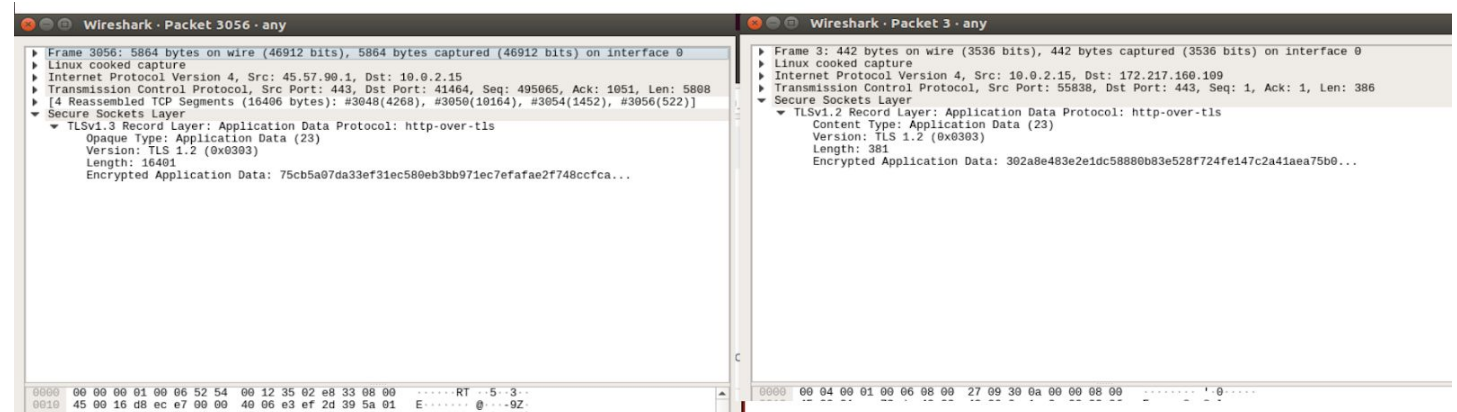 Wireshark · Packet 3056 · any
Frame 3056: 5864 bytes on wire (46912 bits), 5864 bytes captured (46912 bits) on interface 0
Linux cooked capture
Internet Protocol Version 4, Src: 45.57.90.1, Dst: 10.0.2.15
Transmission Control Protocol, Src Port: 443, Dst Port: 41464, Seq: 495065, Ack: 1051, Len: 5808
[4 Reassembled TCP Segments (16406 bytes): #3048(4268), #3050(10164), #3054(1452), #3056(522)]
Secure Sockets Layer
TLSv1.3 Record Layer: Application Data Protocol: http-over-tls
Opaque Type: Application Data (23)
Version: TLS 1.2 (0x0303)
Length: 16401
Encrypted Application Data: 75cb5a07da33ef31ec580eb3bb971ec7efafae2f748ccfca...
0000 00 00 00 01 00 06 52 54 00 12 35 02 e8 33 08 00 ······RT ··5··3··
0010 45 00 16 d8 ec e7 00 00 40 06 e3 ef 2d 39 5a 01 E······· @···-9Z·
Wireshark · Packet 3 · any
Frame 3: 442 bytes on wire (3536 bits), 442 bytes captured (3536 bits) on interface 0
Linux cooked capture
Internet Protocol Version 4, Src: 10.0.2.15, Dst: 172.217.160.109
Transmission Control Protocol, Src Port: 55838, Dst Port: 443, Seq: 1, Ack: 1, Len: 386
Secure Sockets Layer
TLSv1.2 Record Layer: Application Data Protocol: http-over-tls
Content Type: Application Data (23)
Version: TLS 1.2 (0x0303)
Length: 381
Encrypted Application Data: 302a8e483e2e1dc58880b83e528f724fe147c2a41aea75b0...
0000 00 04 00 01 00 06 08 00 27 09 30 0a 00 00 08 00 ········ '·0·····